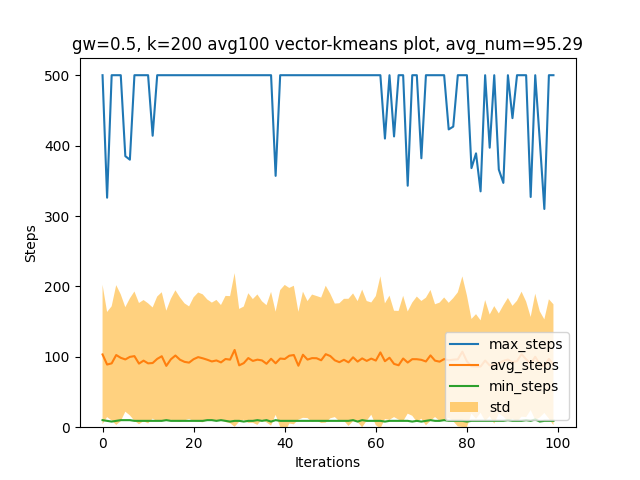 gw=0.5, k=200 avg100 vector-kmeans plot, avg_num=95.29
500
400
300
200
100
0
Steps
max_steps
avg_steps
min_steps
std
0 20 40 60 80 100
Iterations